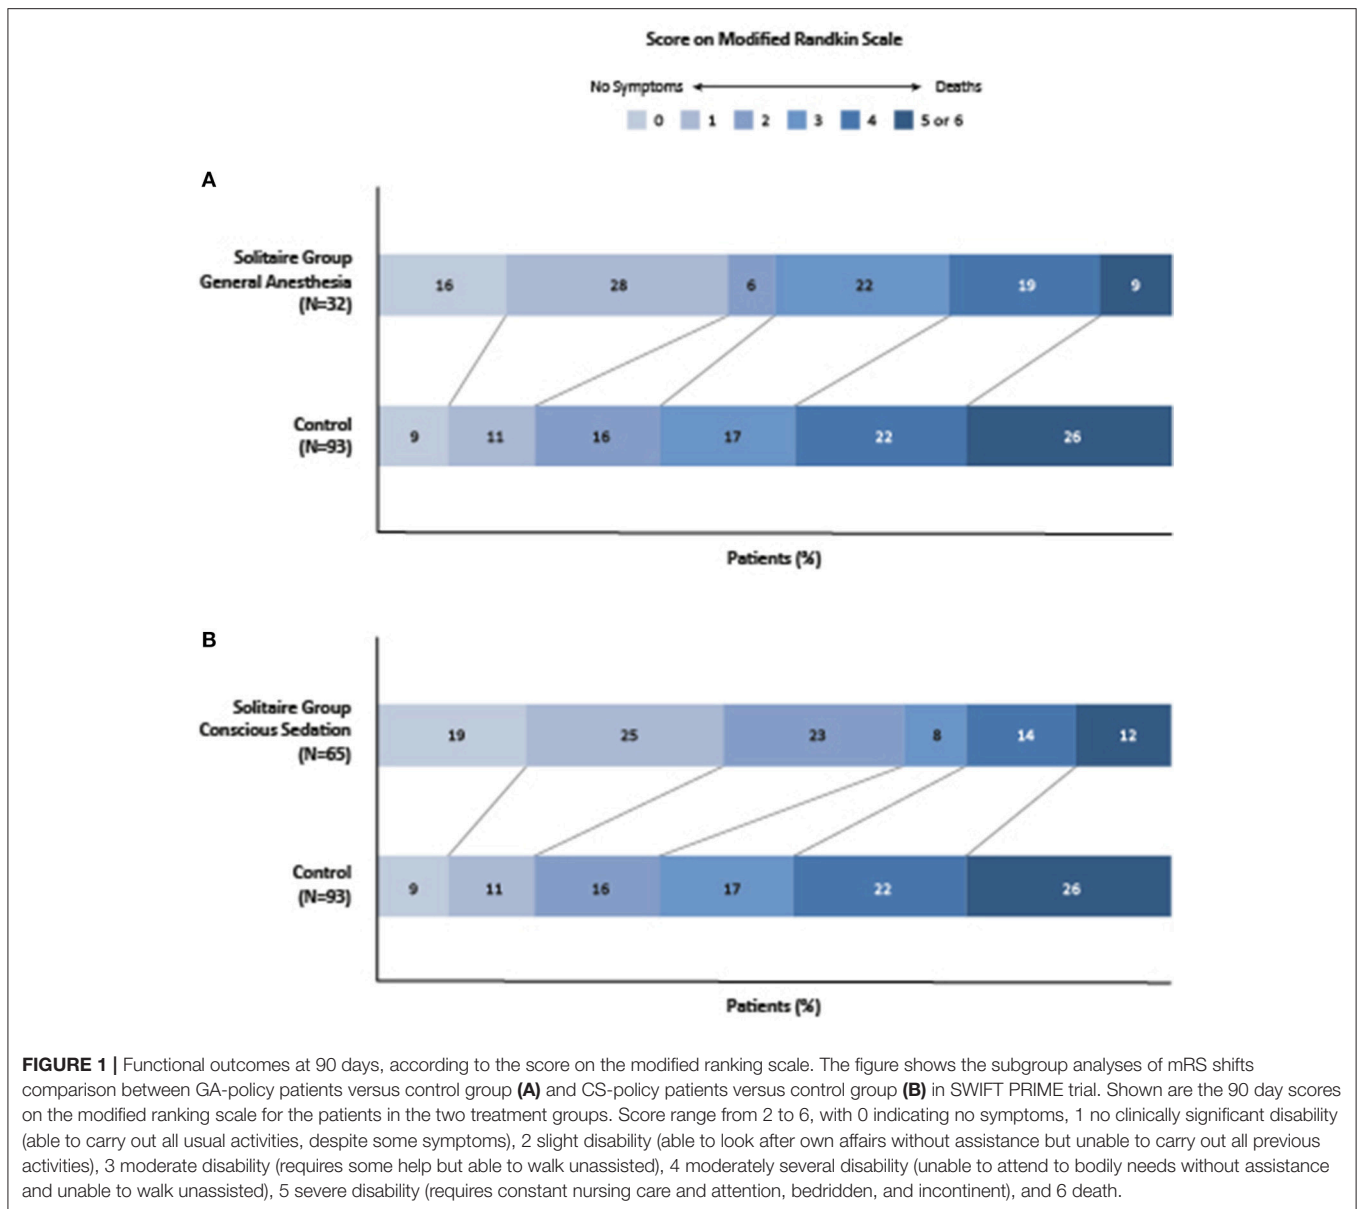 Score on Modified Randkin Scale
No Symptoms Deaths
0 1 2 3 4 5 or 6
A
Solitaire Group
General Anesthesia
(N=32)
16 28 6 22 19 9
Control
(N=93)
9 11 16 17 22 26
Patients (%)
B
Solitaire Group
Conscious Sedation
(N=65)
19 25 23 8 14 12
Control
(N=93)
9 11 16 17 22 26
Patients (%)
FIGURE 1 | Functional outcomes at 90 days, according to the score on the modified ranking scale. The figure shows the subgroup analyses of mRS shifts
comparison between GA-policy patients versus control group (A) and CS-policy patients versus control group (B) in SWIFT PRIME trial. Shown are the 90 day scores
on the modified ranking scale for the patients in the two treatment groups. Score range from 2 to 6, with 0 indicating no symptoms, 1 no clinically significant disability
(able to carry out all usual activities, despite some symptoms), 2 slight disability (able to look after own affairs without assistance but unable to carry out all previous
activities), 3 moderate disability (requires some help but able to walk unassisted), 4 moderately several disability (unable to attend to bodily needs without assistance
and unable to walk unassisted), 5 severe disability (requires constant nursing care and attention, bedridden, and incontinent), and 6 death.